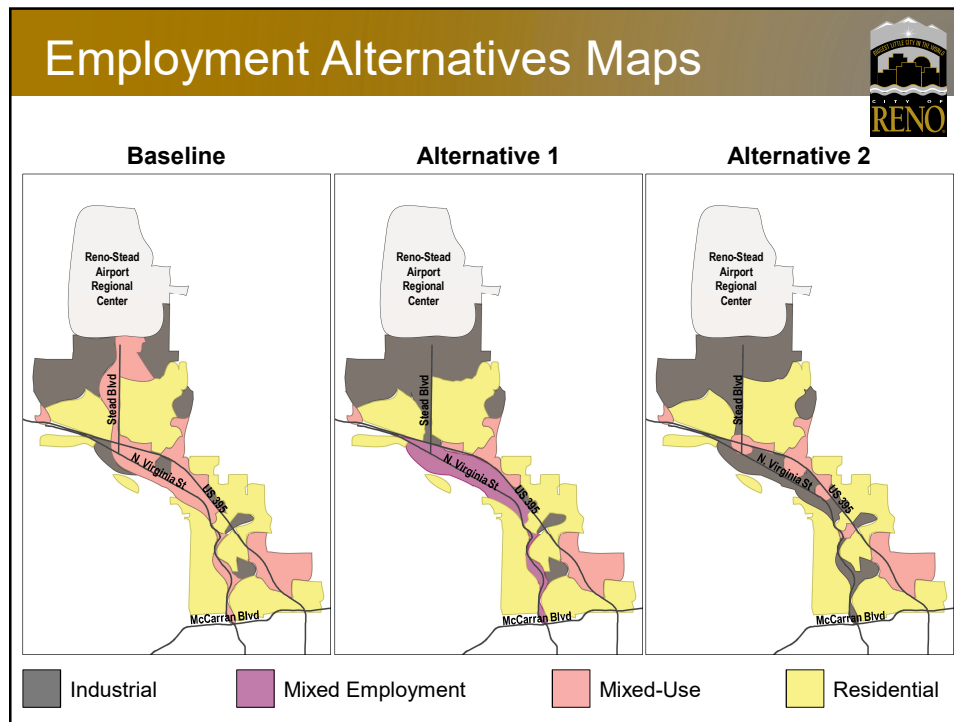 Employment Alternatives Maps
BIGGEST LITTLE CITY IN THE WORLD
CITY OF
RENO
Baseline
Reno-Stead
Airport
Regional
Center
Stead Blvd
N. Virginia St
US 395
McCarran Blvd
Alternative 1
Reno-Stead
Airport
Regional
Center
Stead Blvd
N. Virginia St
US 395
McCarran Blvd
Alternative 2
Reno-Stead
Airport
Regional
Center
Stead Blvd
N. Virginia St
US 395
McCarran Blvd
Industrial
Mixed Employment
Mixed-Use
Residential